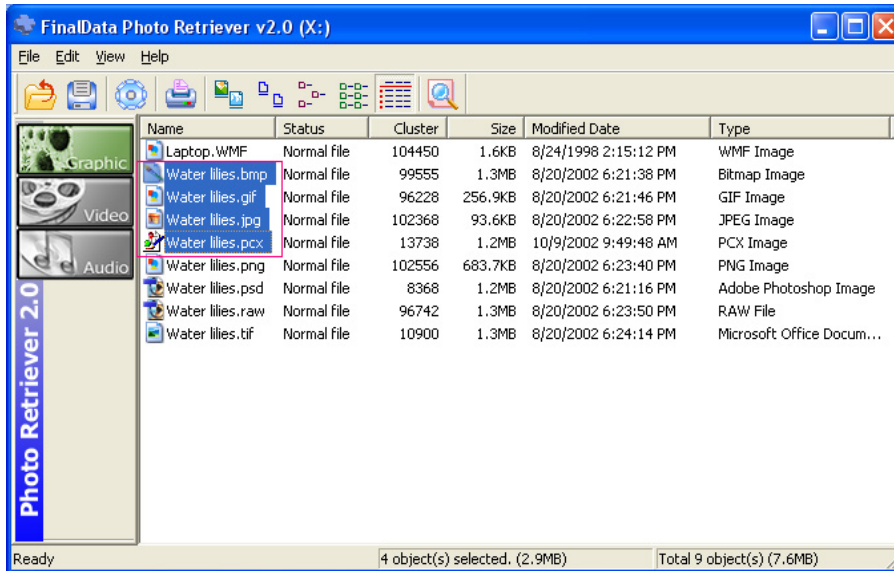 FinalData Photo Retriever v2.0 (X:)
File Edit View Help
Graphic
Video
Audio
Photo Retriever 2.0
Name Status Cluster Size Modified Date Type
Laptop.WMF Normal file 104450 1.6KB 8/24/1998 2:15:12 PM WMF Image
Water lilies.bmp Normal file 99555 1.3MB 8/20/2002 6:21:38 PM Bitmap Image
Water lilies.gif Normal file 96228 256.9KB 8/20/2002 6:21:46 PM GIF Image
Water lilies.jpg Normal file 102368 93.6KB 8/20/2002 6:22:58 PM JPEG Image
Water lilies.pcx Normal file 13738 1.2MB 10/9/2002 9:49:48 AM PCX Image
Water lilies.png Normal file 102556 683.7KB 8/20/2002 6:23:40 PM PNG Image
Water lilies.psd Normal file 8368 1.2MB 8/20/2002 6:21:16 PM Adobe Photoshop Image
Water lilies.raw Normal file 96742 1.3MB 8/20/2002 6:23:50 PM RAW File
Water lilies.tif Normal file 10900 1.3MB 8/20/2002 6:24:14 PM Microsoft Office Docum...
Ready 4 object(s) selected. (2.9MB) Total 9 object(s) (7.6MB)